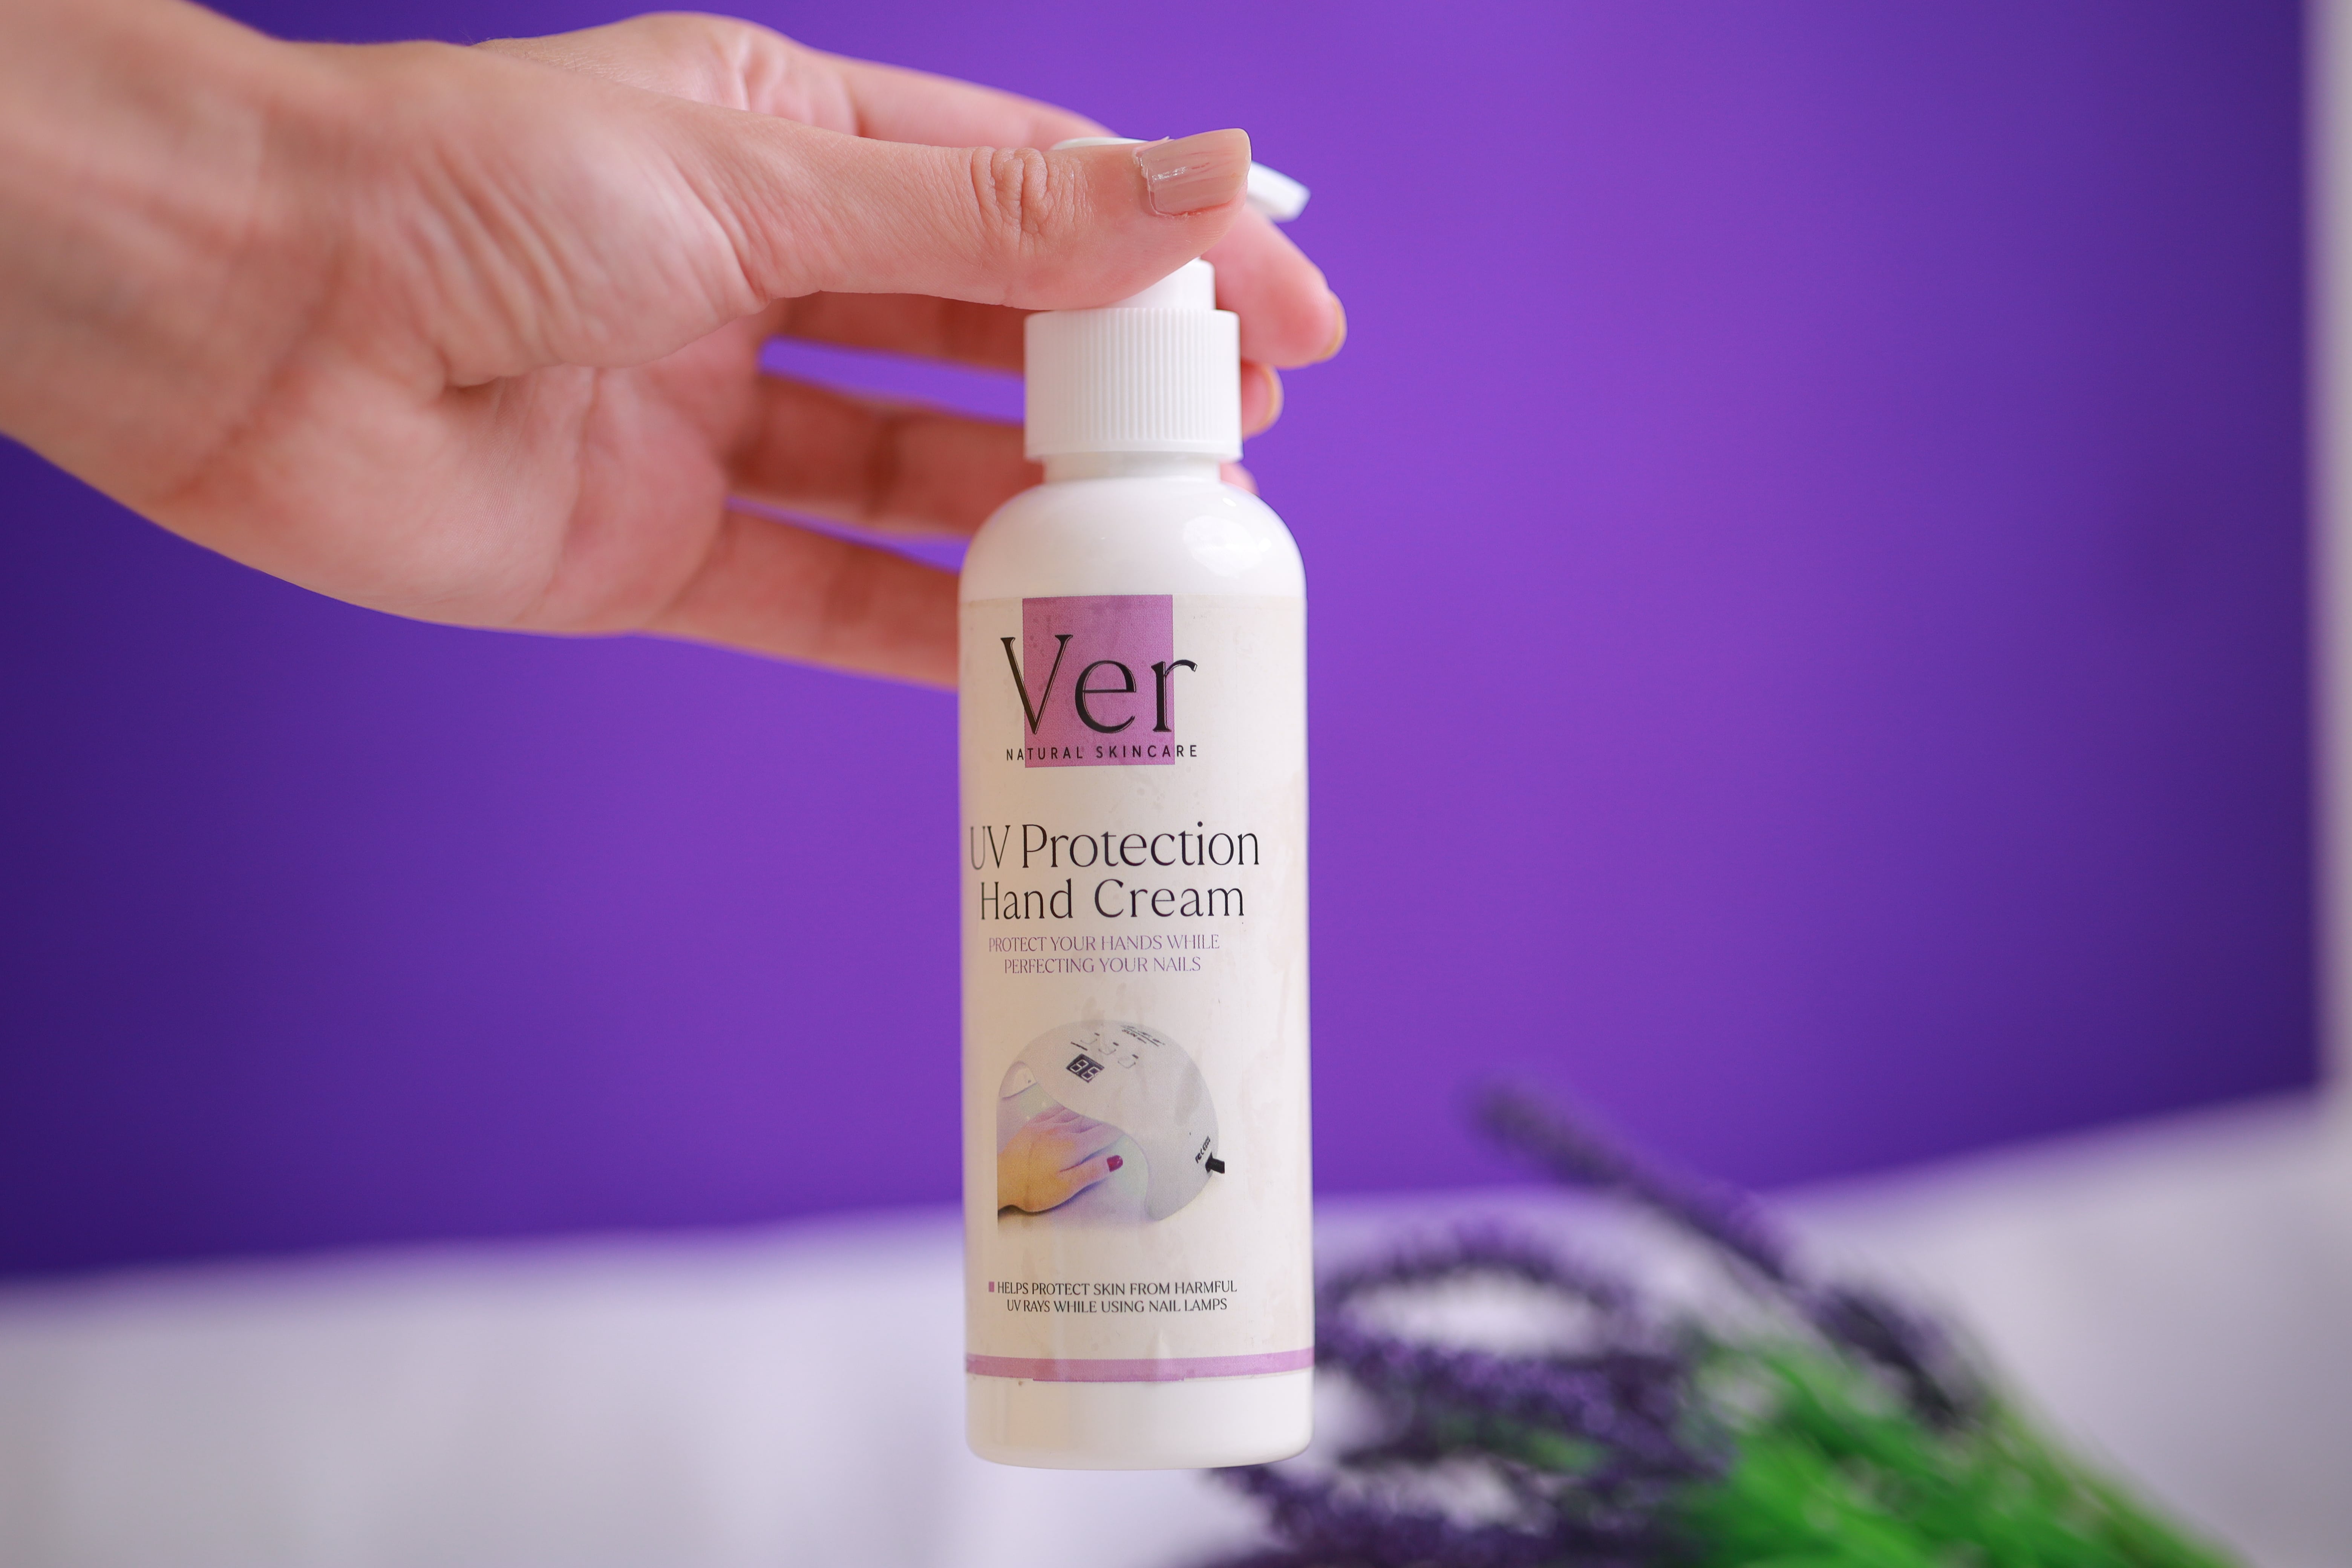 Ver
NATURAL SKINCARE
UV Protection
Hand Cream
PROTECT YOUR HANDS WHILE
PERFECTING YOUR NAILS
HELPS PROTECT SKIN FROM HARMFUL
UV RAYS WHILE USING NAIL LAMPS